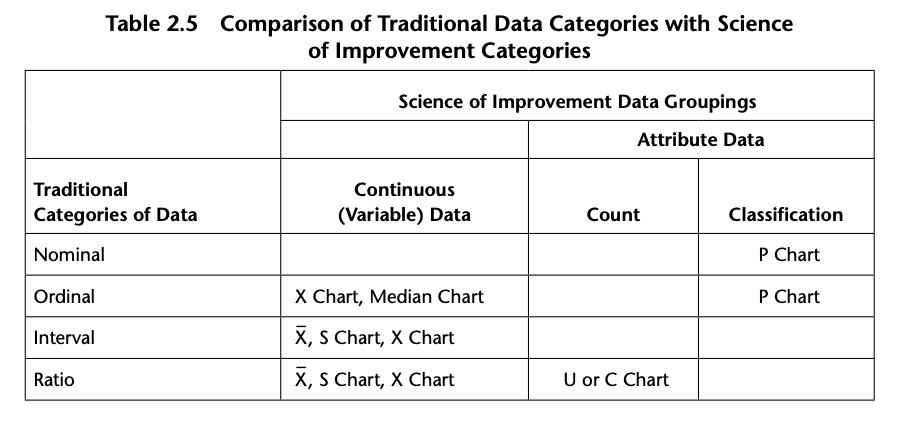 Table 2.5 Comparison of Traditional Data Categories with Science
of Improvement Categories
Science of Improvement Data Groupings
Attribute Data
Traditional
Categories of Data
Continuous
(Variable) Data
Count
Classification
Nominal P Chart
Ordinal X Chart, Median Chart P Chart
Interval X̄, S Chart, X Chart
Ratio X̄, S Chart, X Chart U or C Chart